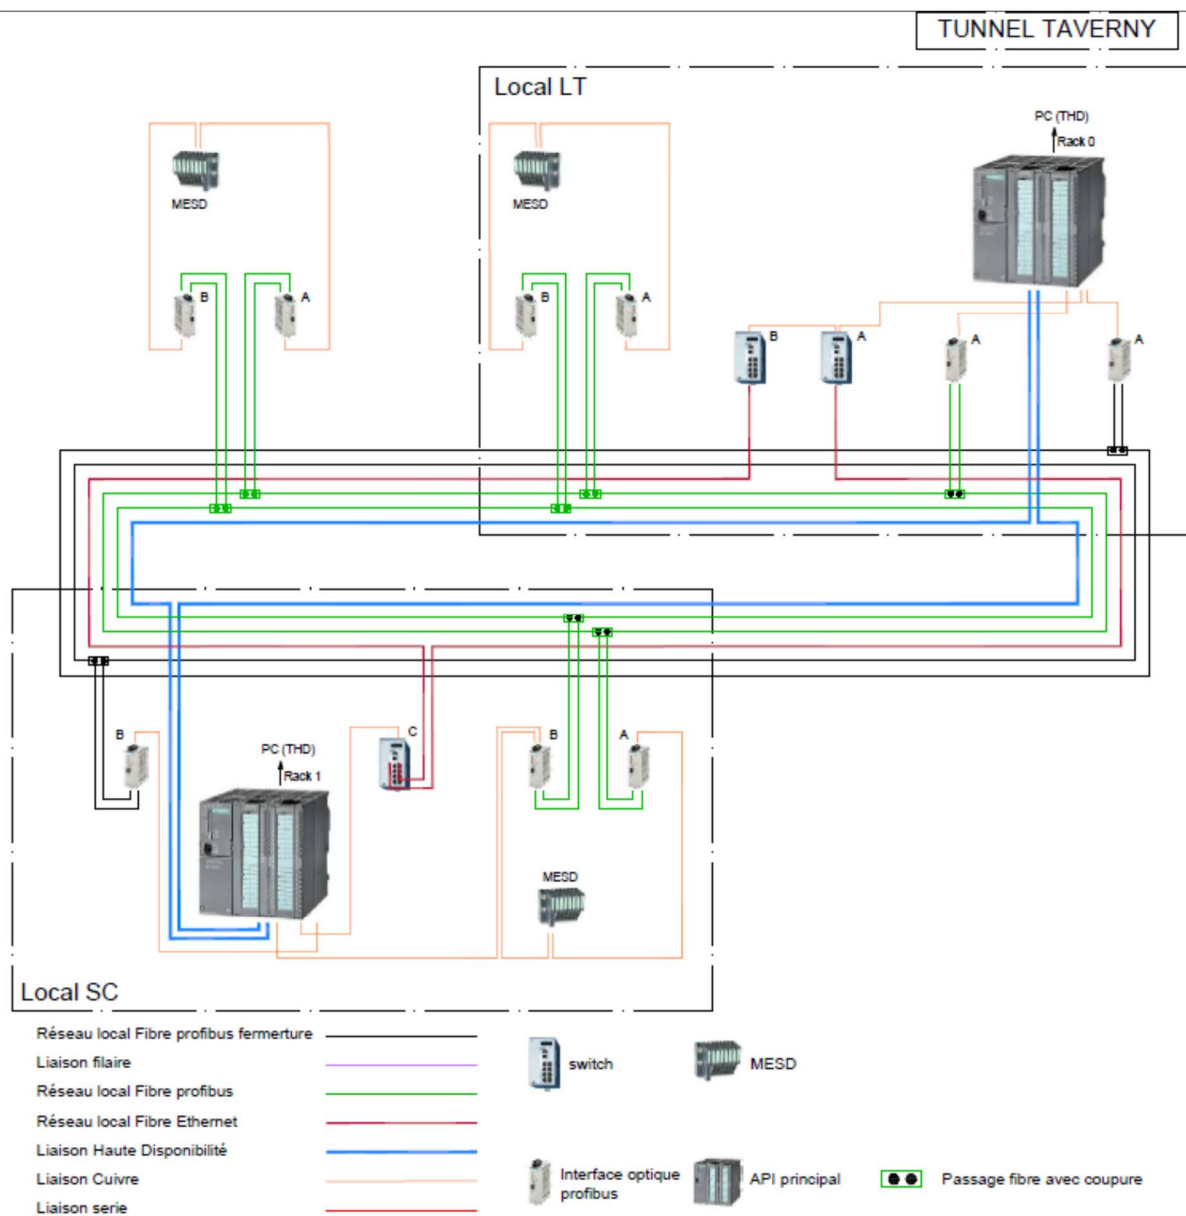 TUNNEL TAVERNY
Local LT
PC (THD)
Rack 0
MESD
MESD
B
A
B
A
B
A
A
A
B
PC (THD)
Rack 1
C
B
A
MESD
Local SC
Réseau local Fibre profibus fermerture
Liaison filaire
Réseau local Fibre profibus
Réseau local Fibre Ethernet
Liaison Haute Disponibilité
Liaison Cuivre
Liaison serie
switch
MESD
Interface optique
profibus
API principal
Passage fibre avec coupure